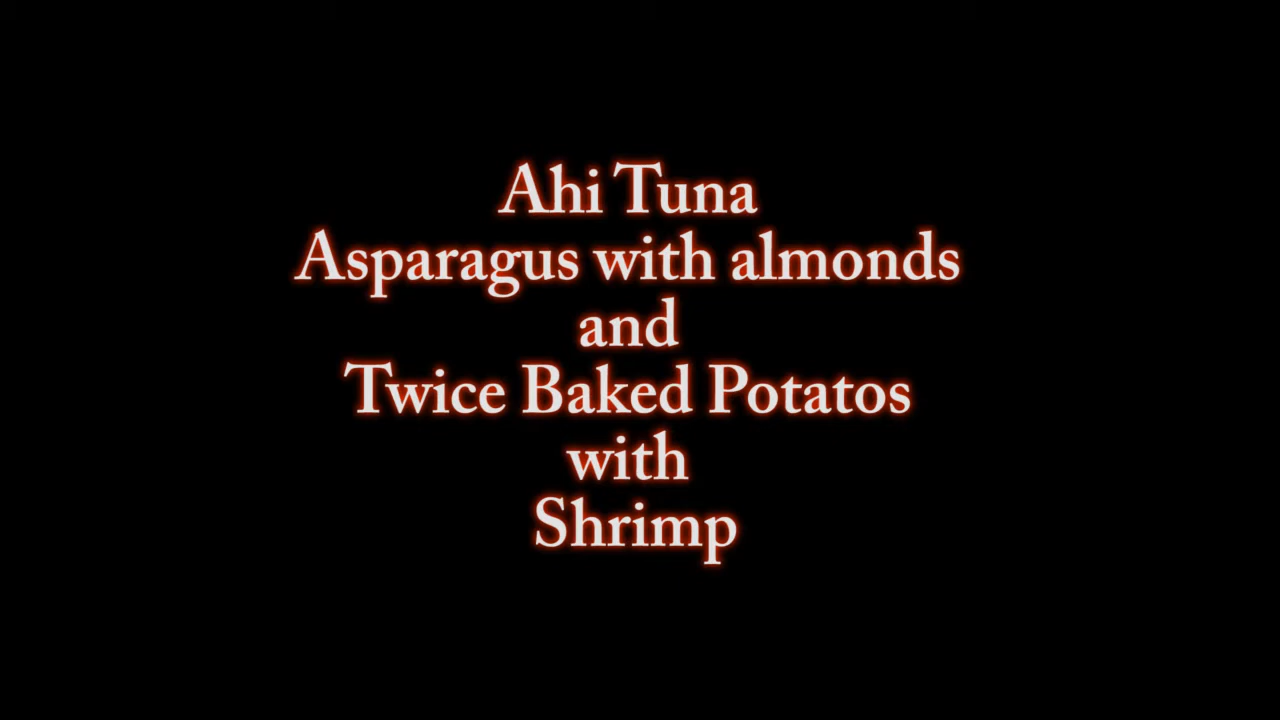 Ahi Tuna
Asparagus with almonds
and
Twice Baked Potatos
with
Shrimp